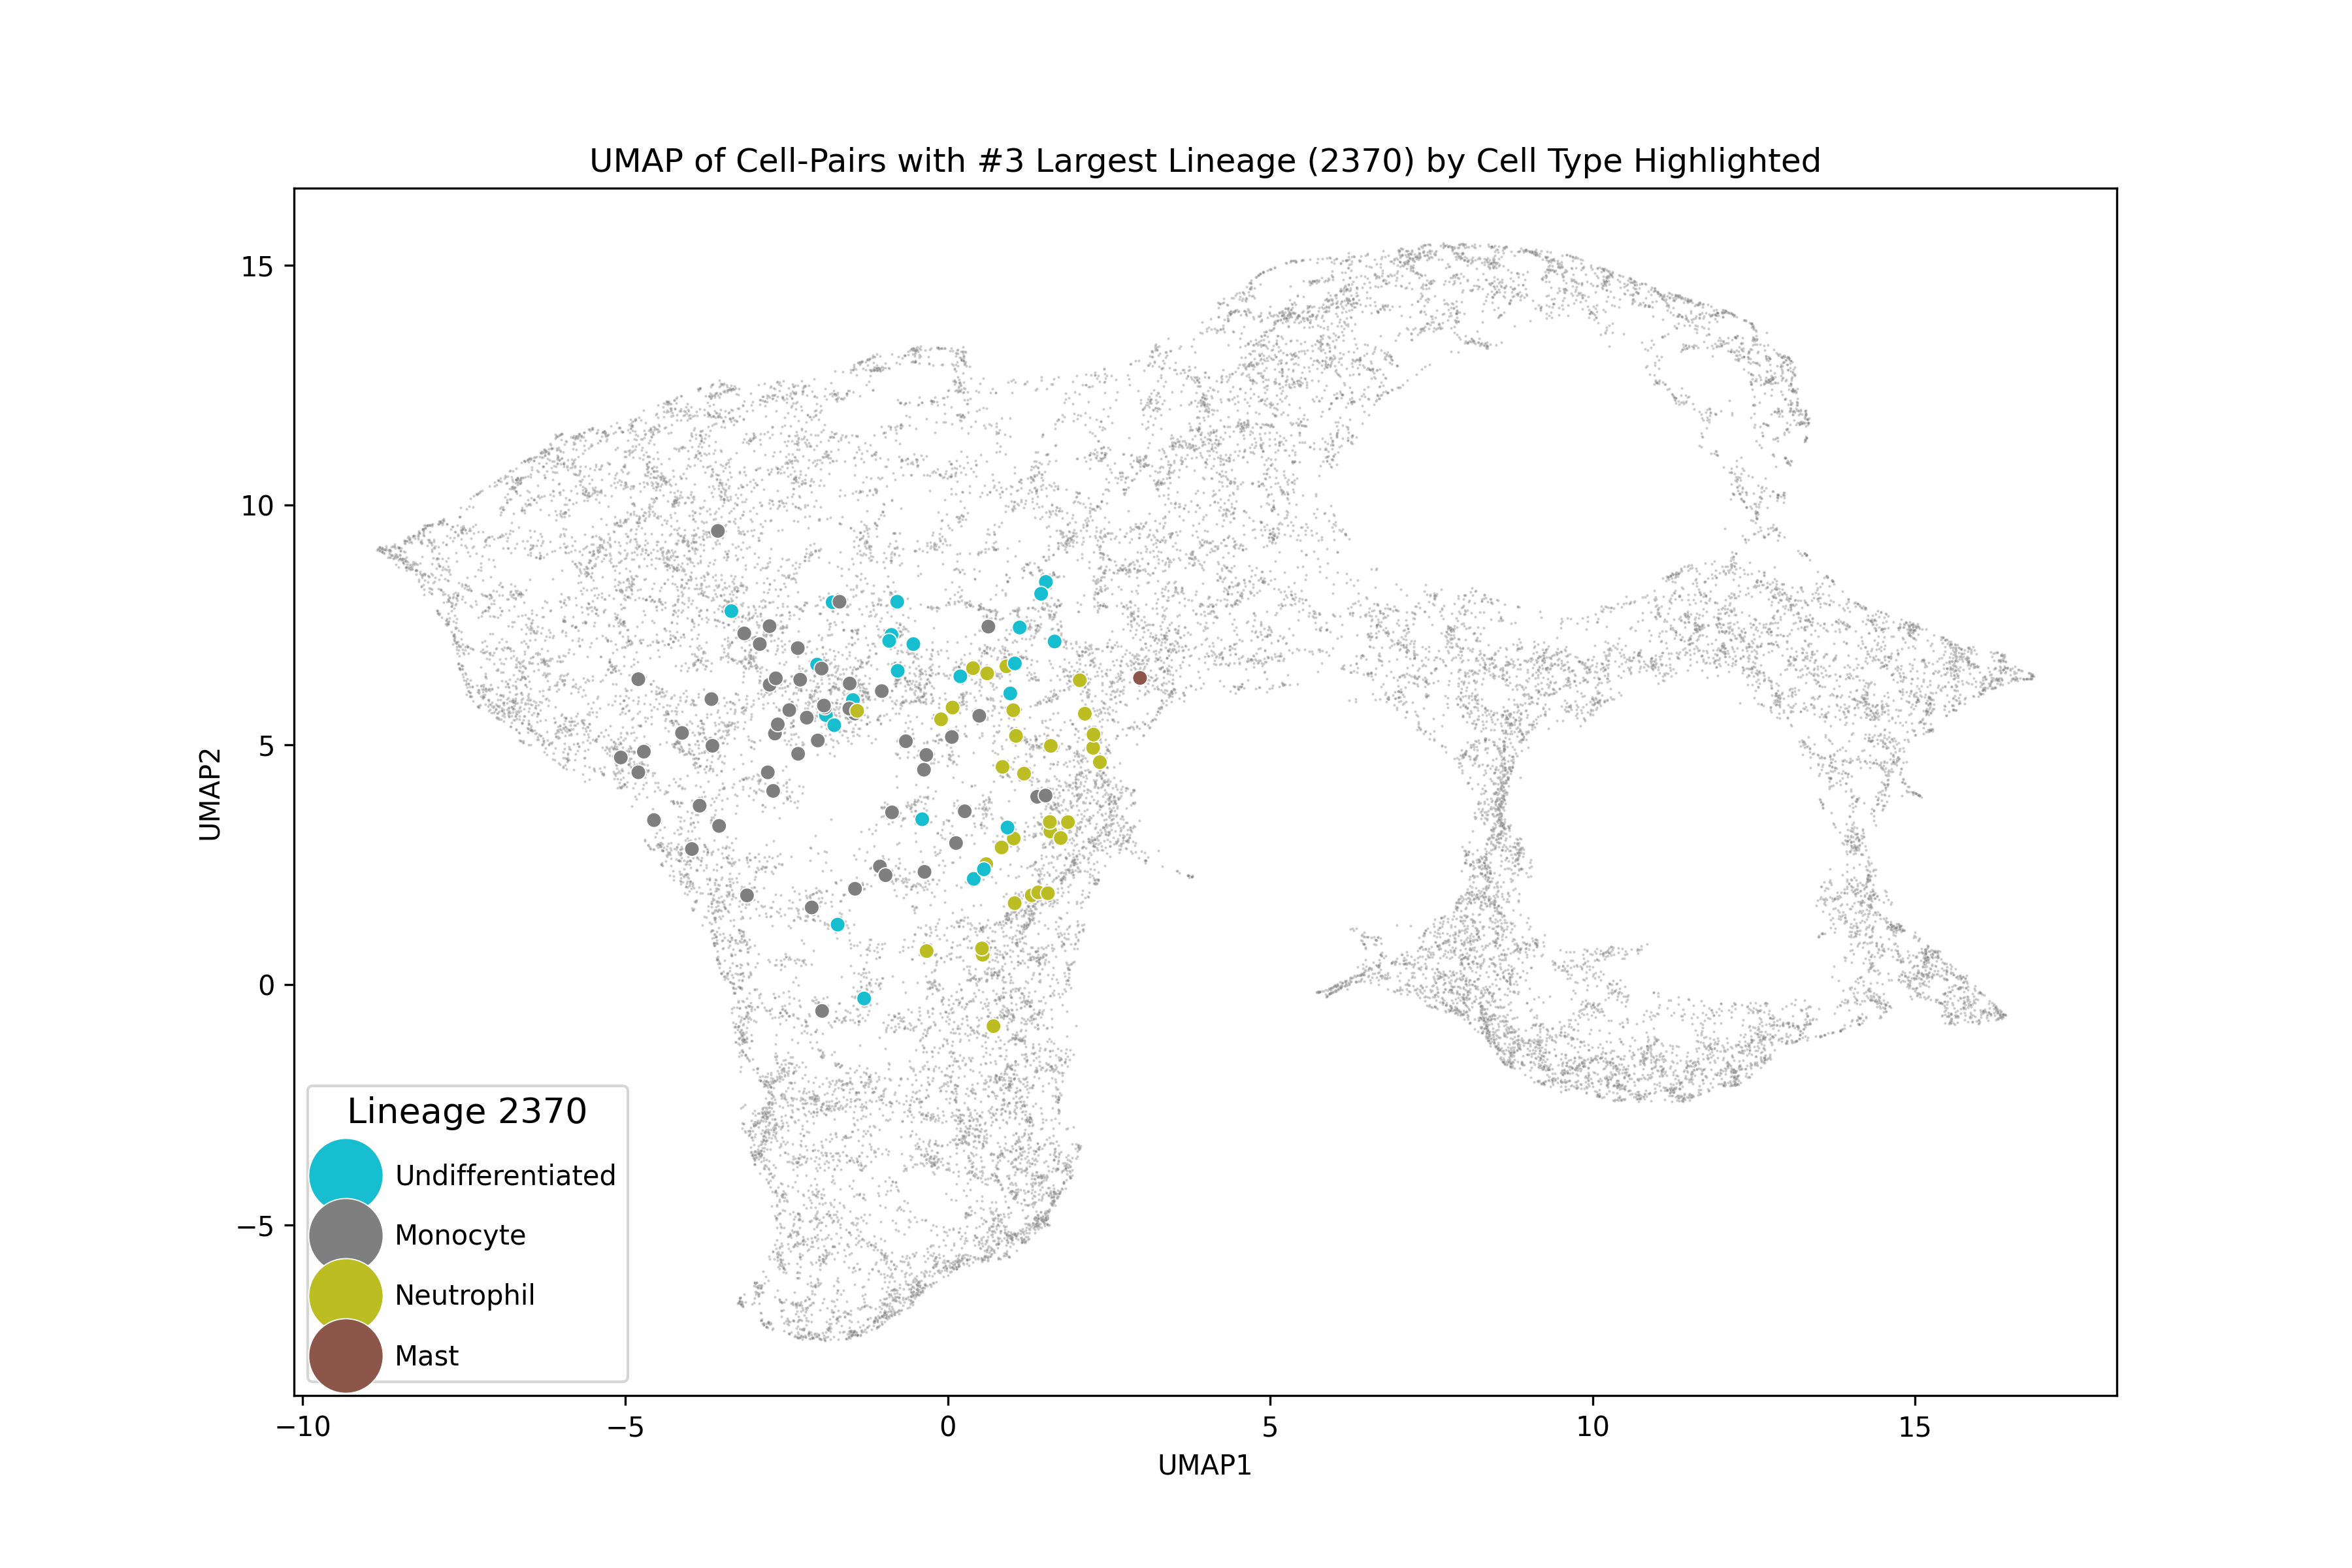 UMAP of Cell-Pairs with #3 Largest Lineage (2370) by Cell Type Highlighted
15
10
5
0
−5
UMAP2
Lineage 2370
Undifferentiated
Monocyte
Neutrophil
Mast
−10 −5 0 5 10 15
UMAP1